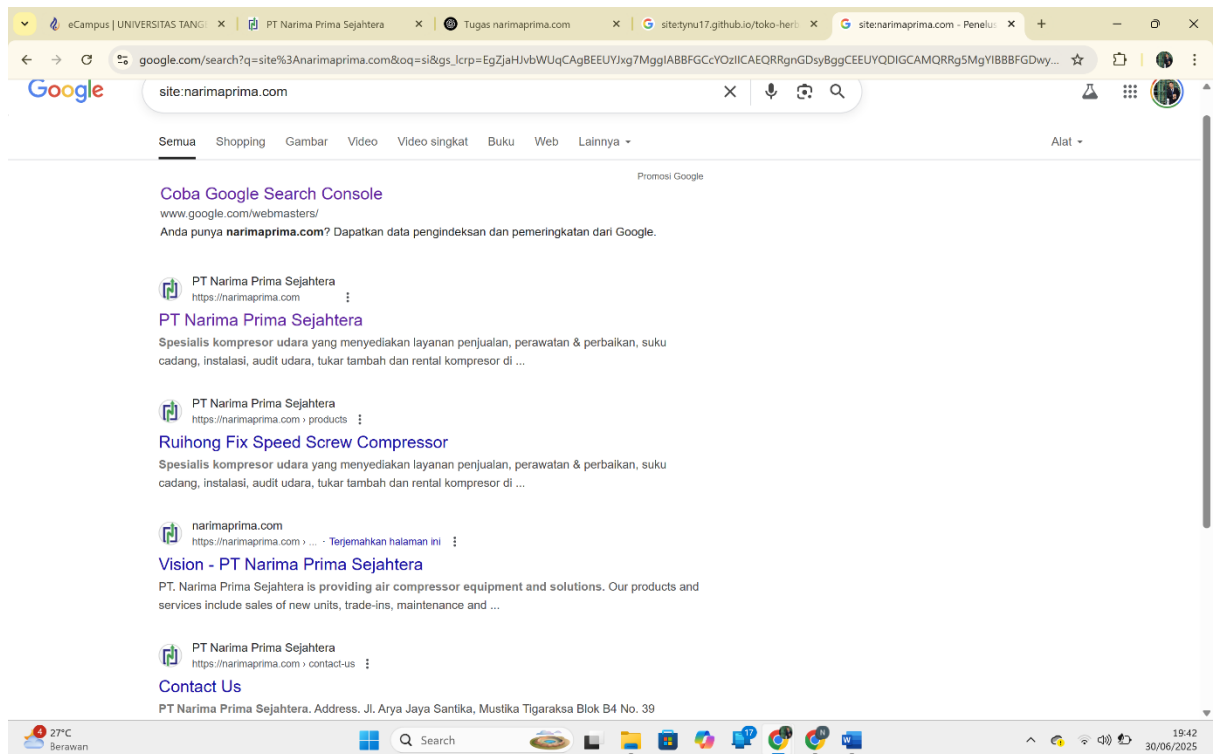 eCampus | UNIVERSITAS TANG
PT Narima Prima Sejahtera
Tugas narimaprima.com
site:tynu17.github.io/toko-herb
site:narimaprima.com - Penelus
google.com/search?q=site%3Anarimaprima.com&oq=si&gs_lcrp=EgZjaHJvbWUqCAgBEEUYJxg7MggIABBFGCcYOzIICAEQRRgnGDsyBggCEEUYQDIGCAMQRRg5MgYIBBBFGDwy...
Google
site:narimaprima.com
Semua Shopping Gambar Video Video singkat Buku Web Lainnya
Alat
Promosi Google
Coba Google Search Console
www.google.com/webmasters/
Anda punya narimaprima.com? Dapatkan data pengindeksan dan pemeringkatan dari Google.
PT Narima Prima Sejahtera
https://narimaprima.com
PT Narima Prima Sejahtera
Spesialis kompresor udara yang menyediakan layanan penjualan, perawatan & perbaikan, suku
cadang, instalasi, audit udara, tukar tambah dan rental kompresor di ...
PT Narima Prima Sejahtera
https://narimaprima.com › products
Ruihong Fix Speed Screw Compressor
Spesialis kompresor udara yang menyediakan layanan penjualan, perawatan & perbaikan, suku
cadang, instalasi, audit udara, tukar tambah dan rental kompresor di ...
narimaprima.com
https://narimaprima.com › ... · Terjemahkan halaman ini
Vision - PT Narima Prima Sejahtera
PT. Narima Prima Sejahtera is providing air compressor equipment and solutions. Our products and
services include sales of new units, trade-ins, maintenance and ...
PT Narima Prima Sejahtera
https://narimaprima.com › contact-us
Contact Us
PT Narima Prima Sejahtera. Address. Jl. Arya Jaya Santika, Mustika Tigaraksa Blok B4 No. 39
4
27°C
Berawan
Search
17
19:42
30/06/2025